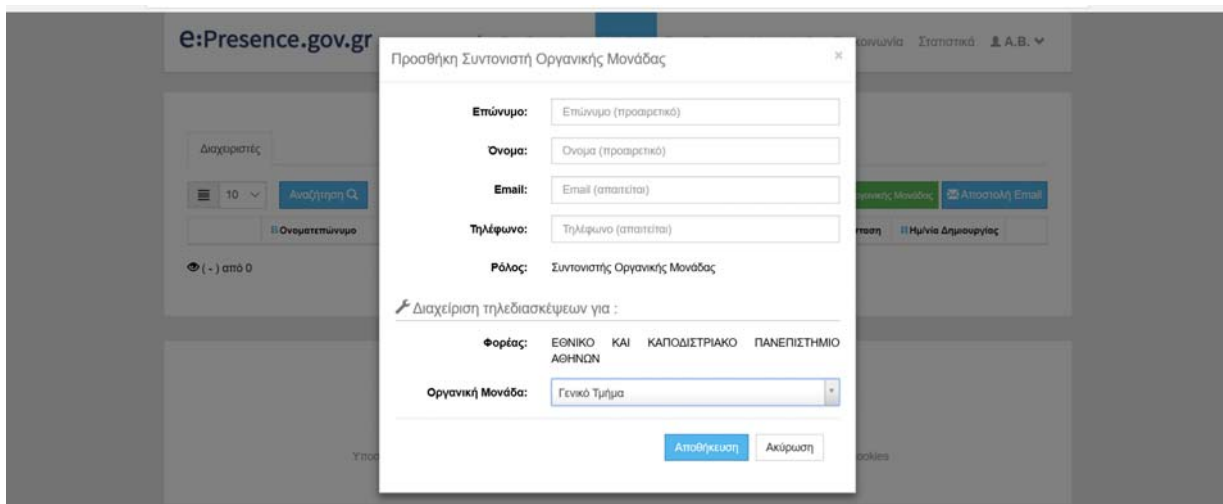 e:Presence.gov.gr
Στατιστικά Α.Β.
Προσθήκη Συντονιστή Οργανικής Μονάδας ×
Επώνυμο: Επώνυμο (προαιρετικό)
Διαχειριστές
Όνομα: Όνομα (προαιρετικό)
10 Αναζήτηση
Email: Email (απαιτείται)
Οργανικής Μονάδας Αποστολή Email
Ονοματεπώνυμο
Τηλέφωνο: Τηλέφωνο (απαιτείται)
Ημ/νία Δημιουργίας
( - ) από 0
Ρόλος: Συντονιστής Οργανικής Μονάδας
Διαχείριση τηλεδιασκέψεων για :
Φορέας: ΕΘΝΙΚΟ ΚΑΙ ΚΑΠΟΔΙΣΤΡΙΑΚΟ ΠΑΝΕΠΙΣΤΗΜΙΟ
ΑΘΗΝΩΝ
Οργανική Μονάδα: Γενικό Τμήμα
Αποθήκευση Ακύρωση
cookies